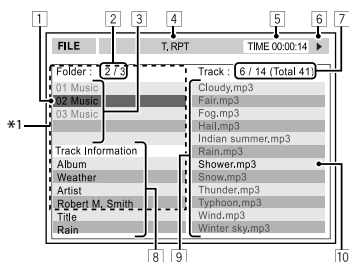 1 2 3 4 5 6
FILE T, RPT TIME 00:00:14
7
Folder : 2 / 3 Track : 6 / 14 (Total 41)
01 Music
02 Music
03 Music
*1
Track Information
Album
Weather
Artist
Robert M, Smith
Title
Rain
Cloudy,mp3
Fair,mp3
Fog.mp3
Hail,mp3
Indian summer,mp3
Rain.mp3
Shower.mp3
Snow.mp3
Thunder,mp3
Typhoon,mp3
Wind.mp3
Winter sky.mp3
8 9 10